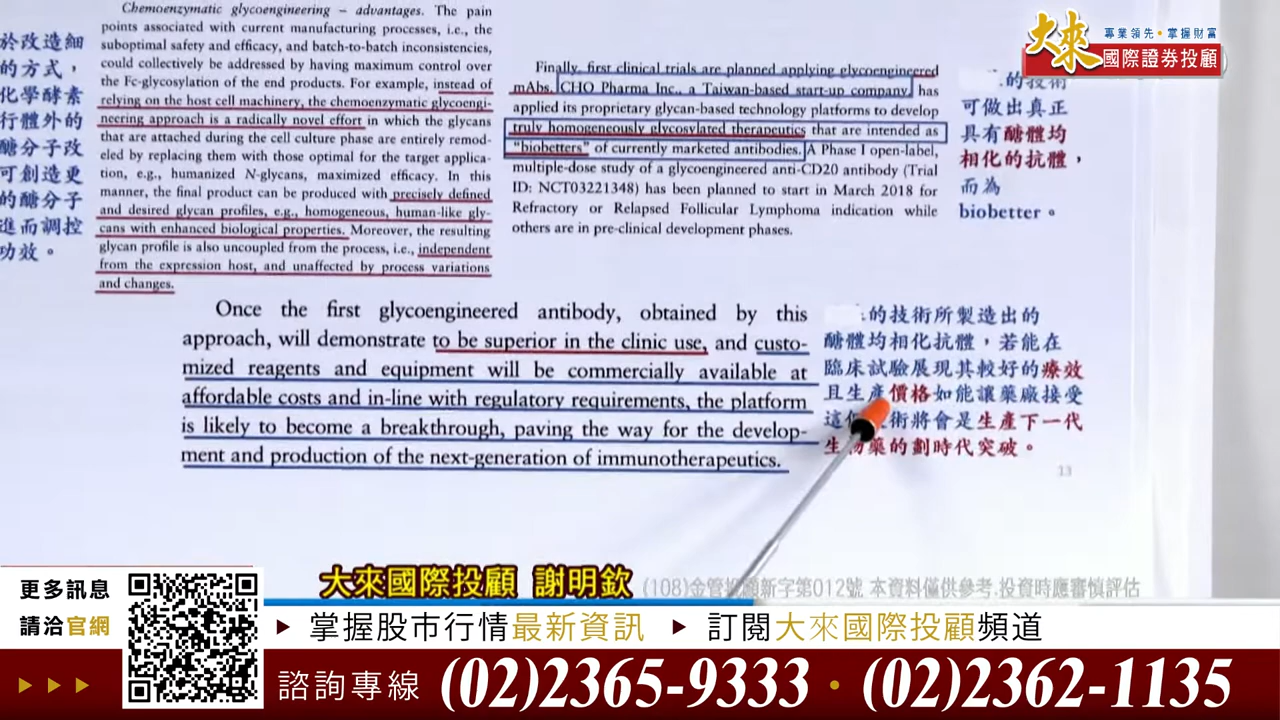 Chemoenzymatic glycoengineering – advantages. The pain
points associated with current manufacturing processes, i.e., the
suboptimal safety and efficacy, and batch-to-batch inconsistencies,
could collectively be addressed by having maximum control over
the Fc-glycosylation of the end products. For example, instead of
relying on the host cell machinery, the chemoenzymatic glycoengi-
neering approach is a radically novel effort in which the glycans
that are attached during the cell culture phase are entirely remod-
eled by replacing them with those optimal for the target applica-
tion, e.g., humanized N-glycans, maximized efficacy. In this
manner, the final product can be produced with precisely defined
and desired glycan profiles, e.g., homogeneous, human-like gly-
cans with enhanced biological properties. Moreover, the resulting
glycan profile is also uncoupled from the process, i.e., independent
from the expression host, and unaffected by process variations
and changes.
於改造細
的方式，
化學酵素
行體外的
醣分子改
可創造更
的醣分子
進而調控
功效。
Finally, first clinical trials are planned applying glycoengineered
mAbs. CHO Pharma Inc., a Taiwan-based start-up company, has
applied its proprietary glycan-based technology platforms to develop
truly homogeneously glycosylated therapeutics that are intended as
“biobetters” of currently marketed antibodies. A Phase I open-label,
multiple-dose study of a glycoengineered anti-CD20 antibody (Trial
ID: NCT03221348) has been planned to start in March 2018 for
Refractory or Relapsed Follicular Lymphoma indication while
others are in pre-clinical development phases.
的技術
可做出真正
具有醣體均
相化的抗體，
而為
biobetter。
Once the first glycoengineered antibody, obtained by this
approach, will demonstrate to be superior in the clinic use, and custo-
mized reagents and equipment will be commercially available at
affordable costs and in-line with regulatory requirements, the platform
is likely to become a breakthrough, paving the way for the develop-
ment and production of the next-generation of immunotherapeutics.
的技術所製造出的
醣體均相化抗體，若能在
臨床試驗展現其較好的療效
且生產價格如能讓藥廠接受
這 術將會是生產下一代
生物藥的劃時代突破。
13
大來 專業領先•掌握財富
國際證券投顧
大來國際投顧 謝明欽
(108)金管投顧新字第012號 本資料僅供參考,投資時應審慎評估
更多訊息
請洽官網
掌握股市行情最新資訊 訂閱大來國際投顧頻道
諮詢專線 (02)2365-9333 • (02)2362-1135